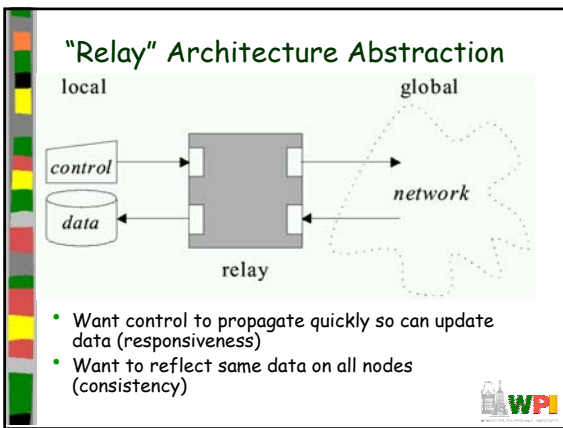 “Relay” Architecture Abstraction
local
global
control
network
data
relay
• Want control to propagate quickly so can update
data (responsiveness)
• Want to reflect same data on all nodes
(consistency)
WPI